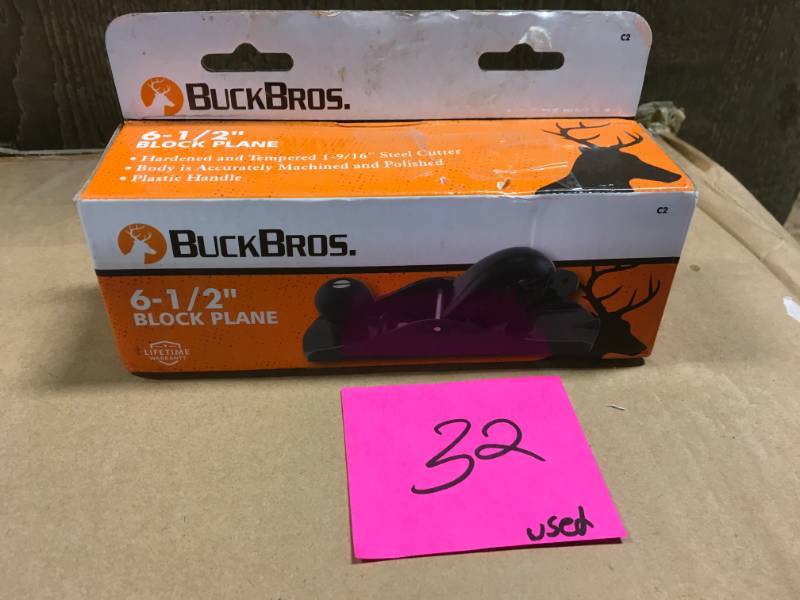 C2
BUCKBROS.
6-1/2"
BLOCK PLANE
• Hardened and Tempered 1-9/16" Steel Cutter
• Body is Accurately Machined and Polished
• Plastic Handle
C2
BUCKBROS.
6-1/2"
BLOCK PLANE
LIFETIME
WARRANTY
32
used